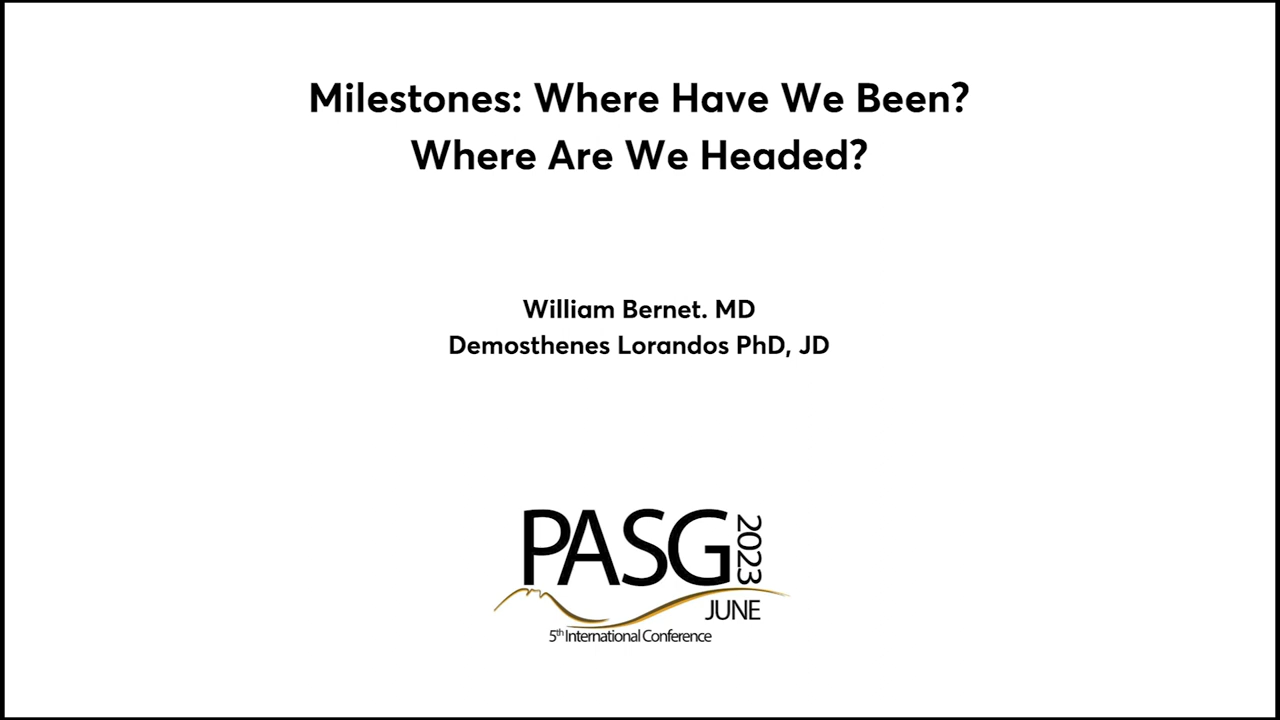 Milestones: Where Have We Been?
Where Are We Headed?
William Bernet. MD
Demosthenes Lorandos PhD, JD
PASG 2023
JUNE
5th International Conference